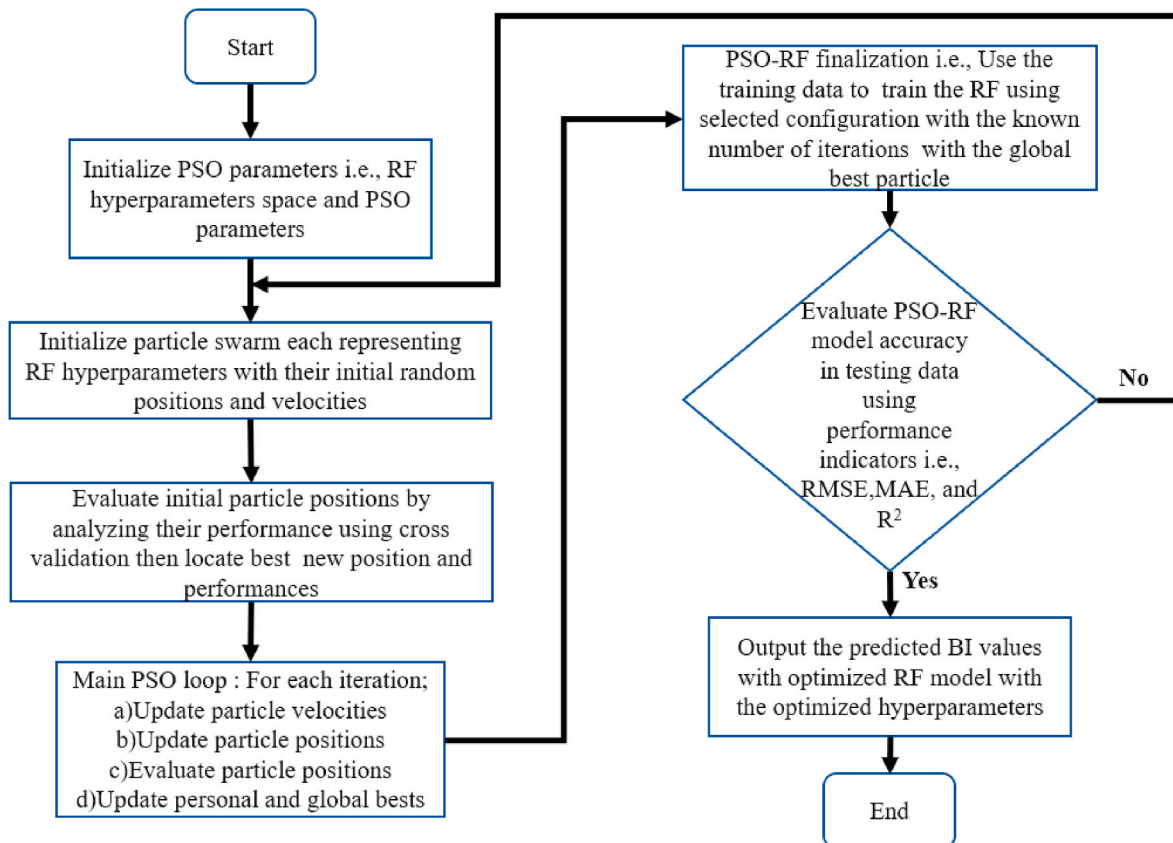 Start
Initialize PSO parameters i.e., RF
hyperparameters space and PSO
parameters
Initialize particle swarm each representing
RF hyperparameters with their initial random
positions and velocities
Evaluate initial particle positions by
analyzing their performance using cross
validation then locate best new position and
performances
Main PSO loop : For each iteration;
a)Update particle velocities
b)Update particle positions
c)Evaluate particle positions
d)Update personal and global bests
PSO-RF finalization i.e., Use the
training data to train the RF using
selected configuration with the known
number of iterations with the global
best particle
Evaluate PSO-RF
model accuracy
in testing data
using
performance
indicators i.e.,
RMSE,MAE, and
R²
No
Yes
Output the predicted BI values
with optimized RF model with
the optimized hyperparameters
End